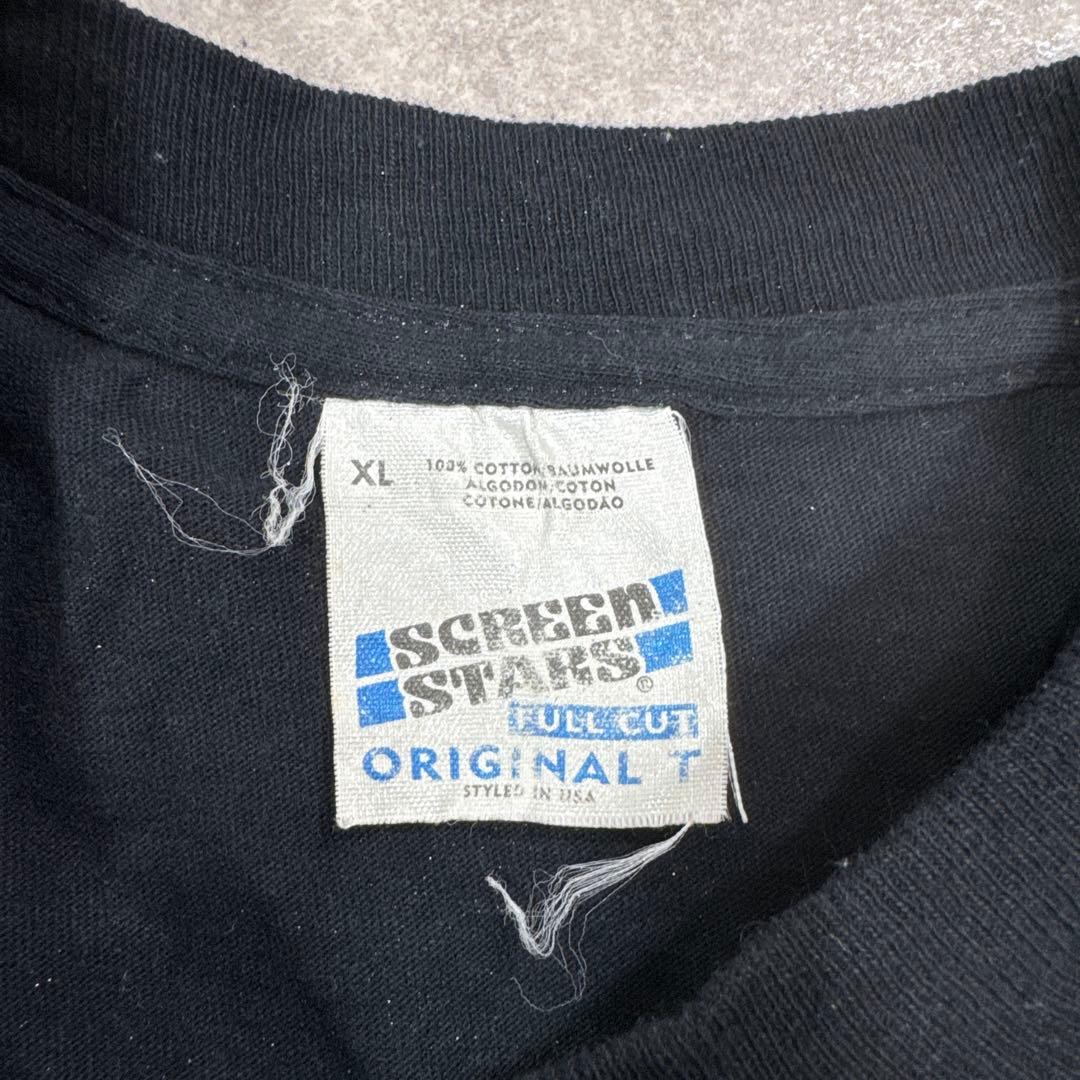 XL
100% COTTON/BAUMWOLLE
ALGODON/COTON
COTONE/ALGODÃO
SCREEN
STARS®
FULL CUT
ORIGINAL T
STYLED IN USA